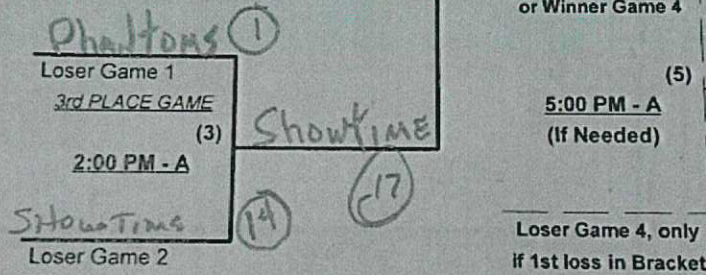 or Winner Game 4
Phantoms 1
Loser Game 1
3rd PLACE GAME
(3)
2:00 PM - A
Showtime
17
(5)
5:00 PM - A
(If Needed)
ShowTime 14
Loser Game 2
Loser Game 4, only
if 1st loss in Bracket